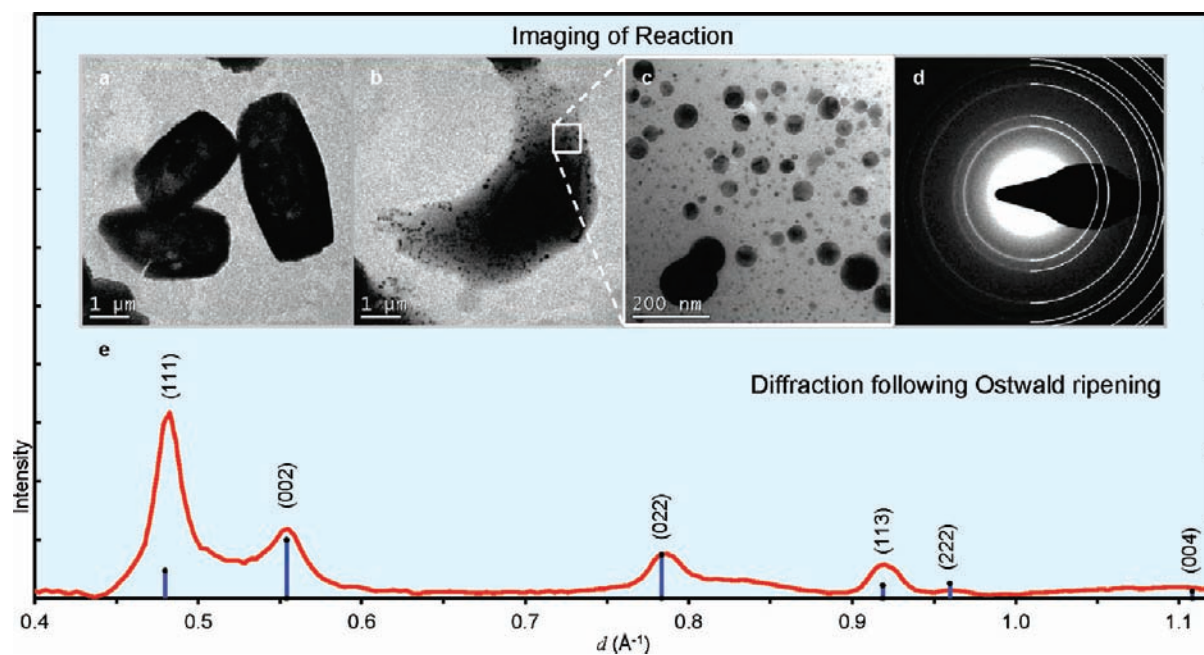 Imaging of Reaction
a
b
c
d
1 μm
1 μm
200 nm
e
Diffraction following Ostwald ripening
(111)
(002)
(022)
(113)
(222)
(004)
Intensity
0.4 0.5 0.6 0.7 0.8 0.9 1.0 1.1
d (Å⁻¹)